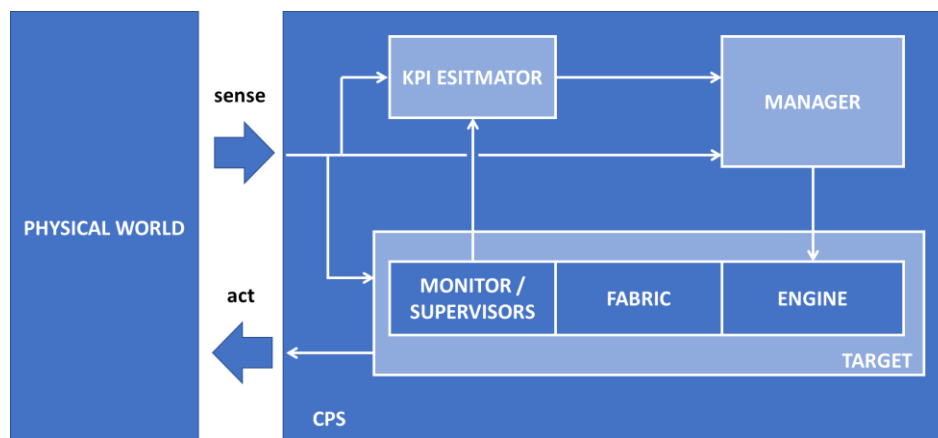 KPI ESITMATOR
MANAGER
sense
PHYSICAL WORLD
act
MONITOR /
SUPERVISORS
FABRIC
ENGINE
TARGET
CPS